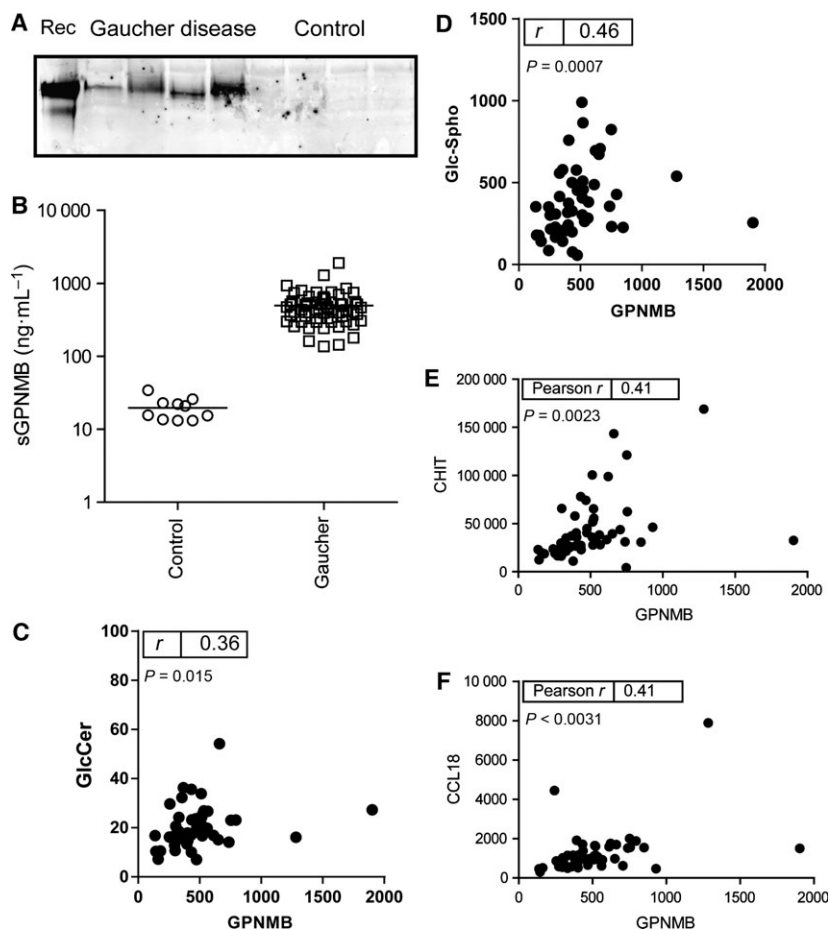 A
Rec Gaucher disease Control
B
sGPNMB (ng·mL⁻¹)
10 000
1000
100
10
1
Control
Gaucher
C
r 0.36
P = 0.015
GlcCer
100
80
60
40
20
0
0 500 1000 1500 2000
GPNMB
D
r 0.46
P = 0.0007
Glc-Spho
1500
1000
500
0
0 500 1000 1500 2000
GPNMB
E
Pearson r 0.41
P = 0.0023
CHIT
200 000
150 000
100 000
50 000
0
0 500 1000 1500 2000
GPNMB
F
Pearson r 0.41
P < 0.0031
CCL18
10 000
8000
6000
4000
2000
0
0 500 1000 1500 2000
GPNMB